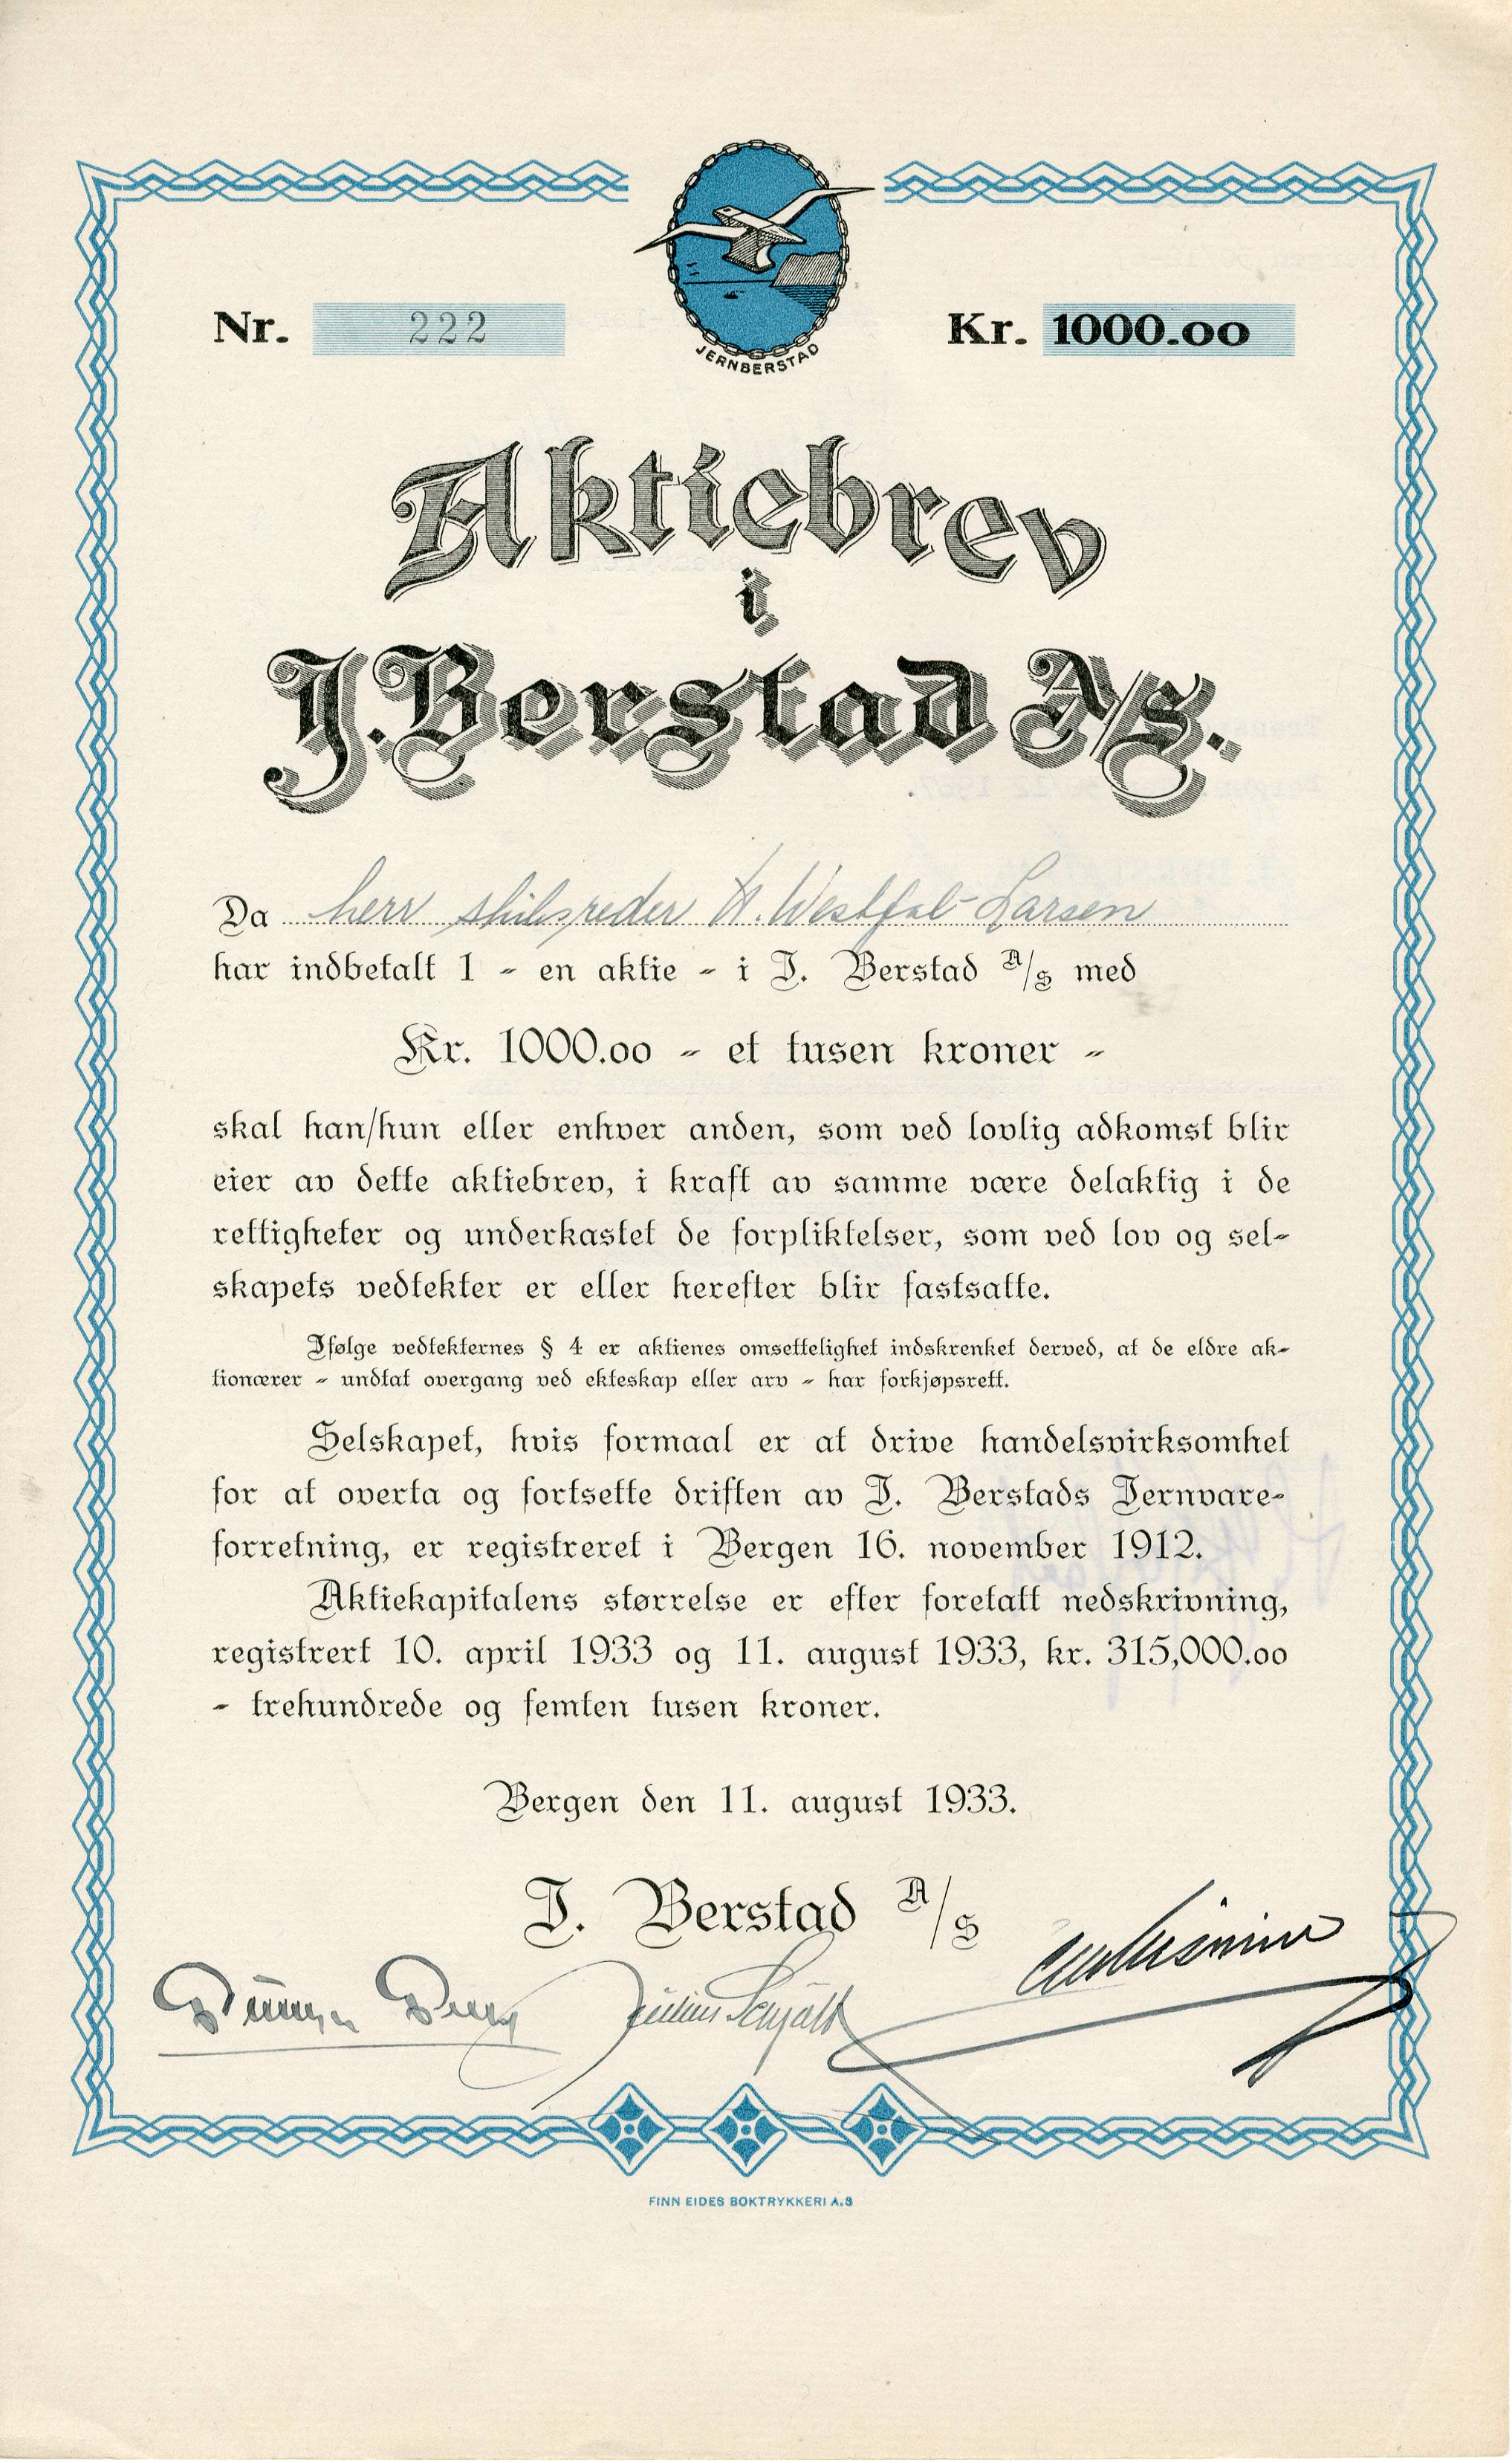 JERNBERSTAD
Nr. 222 Kr. 1000.00
Aktiebrev
i
J. Berstad A/S.
Da herr skibsreder H. Westfal-Larsen
har indbetalt 1 - en aktie - i J. Berstad A/S med
Kr. 1000.00 - et tusen kroner -
skal han/hun eller enhver anden, som ved lovlig adkomst blir
eier av dette aktiebrev, i kraft av samme være delaktig i de
rettigheter og underkastet de forpliktelser, som ved lov og sel-
skapets vedtekter er eller herefter blir fastsatte.
Ifølge vedtekternes § 4 er aktienes omsettelighet indskrenket derved, at de eldre ak-
tionærer - undtat overgang ved ekteskap eller arv - har forkjøpsrett.
Selskapet, hvis formaal er at drive handelsvirksomhet
for at overta og fortsette driften av J. Berstads Jernvare-
forretning, er registreret i Bergen 16. november 1912.
Aktiekapitalens størrelse er efter foretatt nedskrivning,
registrert 10. april 1933 og 11. august 1933, kr. 315,000.00
- trehundrede og femten tusen kroner.
Bergen den 11. august 1933.
J. Berstad A/S
FINN EIDES BOKTRYKKERI A.S